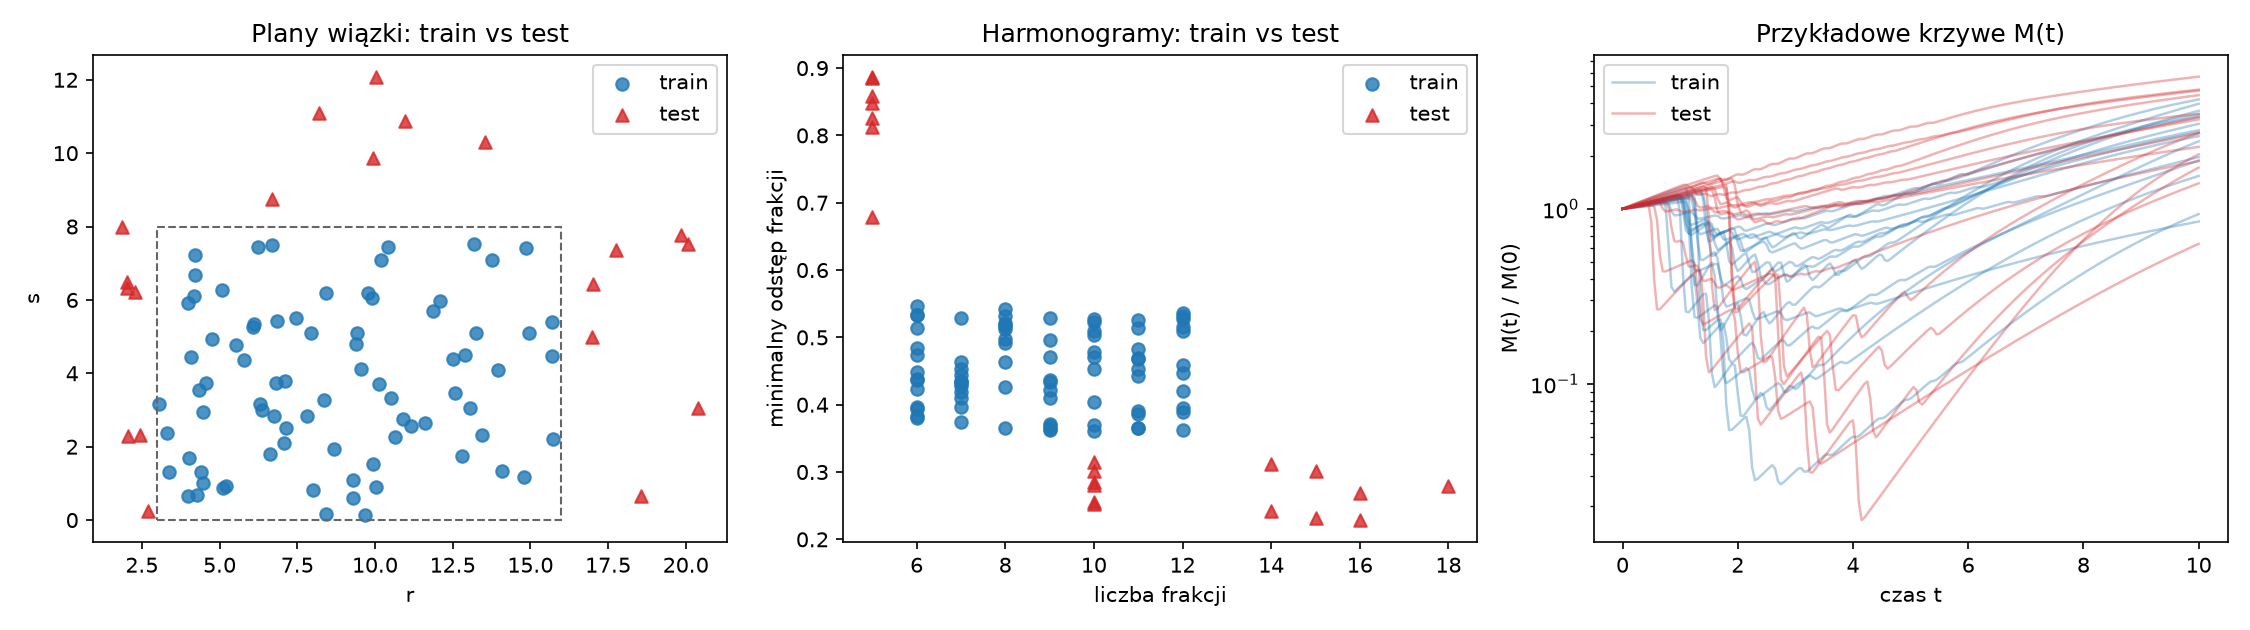 Plany wiązki: train vs test
train
test
12
10
8
6
4
2
0
s
2.5 5.0 7.5 10.0 12.5 15.0 17.5 20.0
r
Harmonogramy: train vs test
train
test
0.9
0.8
0.7
0.6
0.5
0.4
0.3
0.2
minimalny odstęp frakcji
6 8 10 12 14 16 18
liczba frakcji
Przykładowe krzywe M(t)
train
test
10⁰
10⁻¹
M(t) / M(0)
0 2 4 6 8 10
czas t